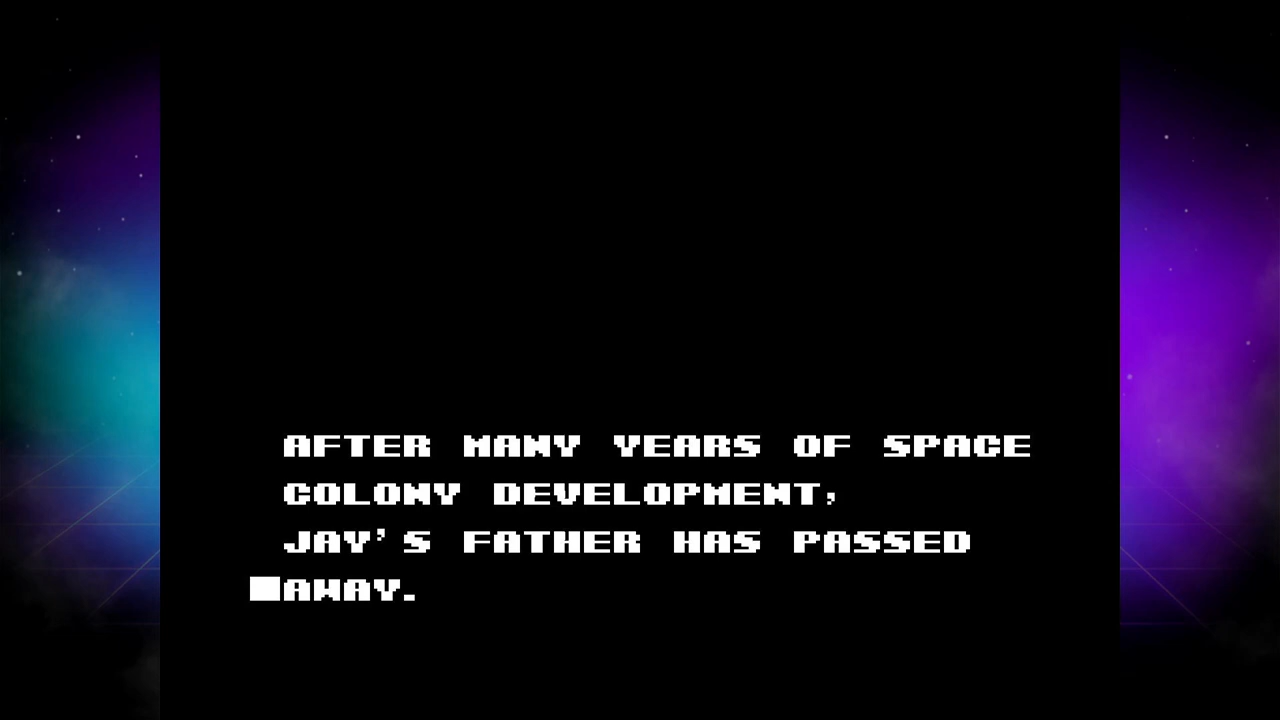 AFTER MANY YEARS OF SPACE
COLONY DEVELOPMENT,
JAY'S FATHER HAS PASSED
AWAY.